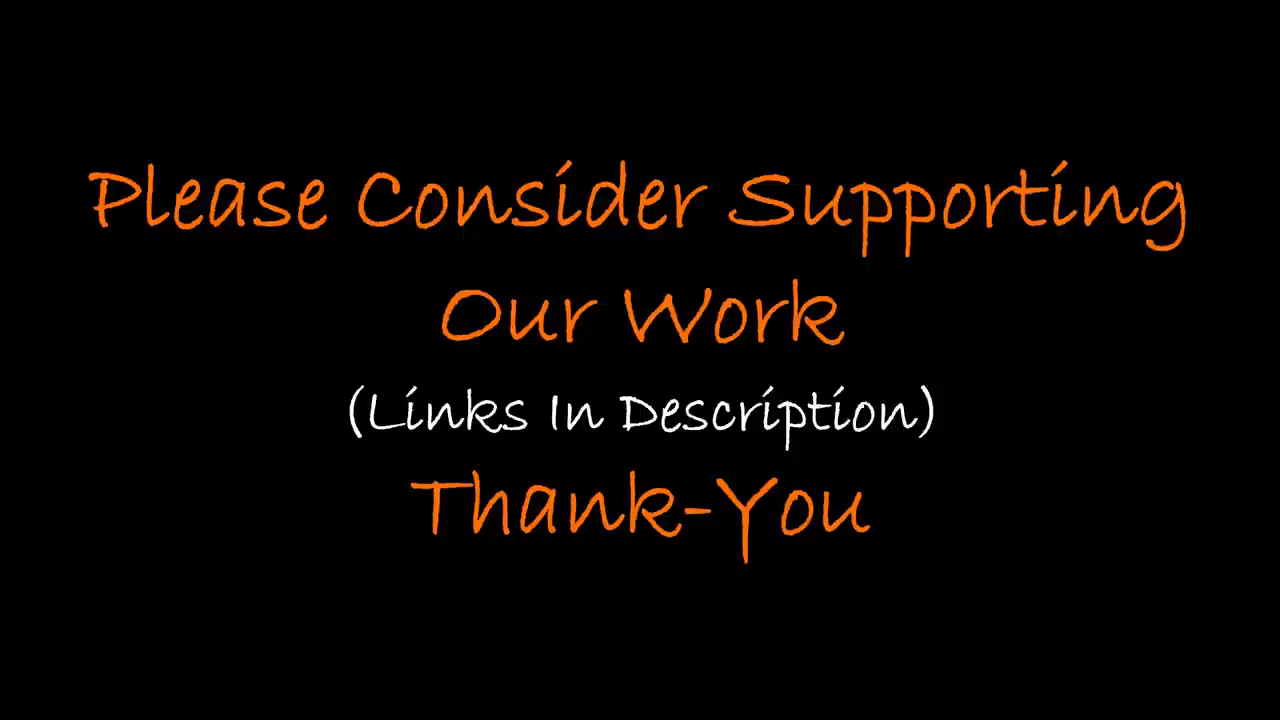 Please Consider Supporting
Our Work
(Links In Description)
Thank-You